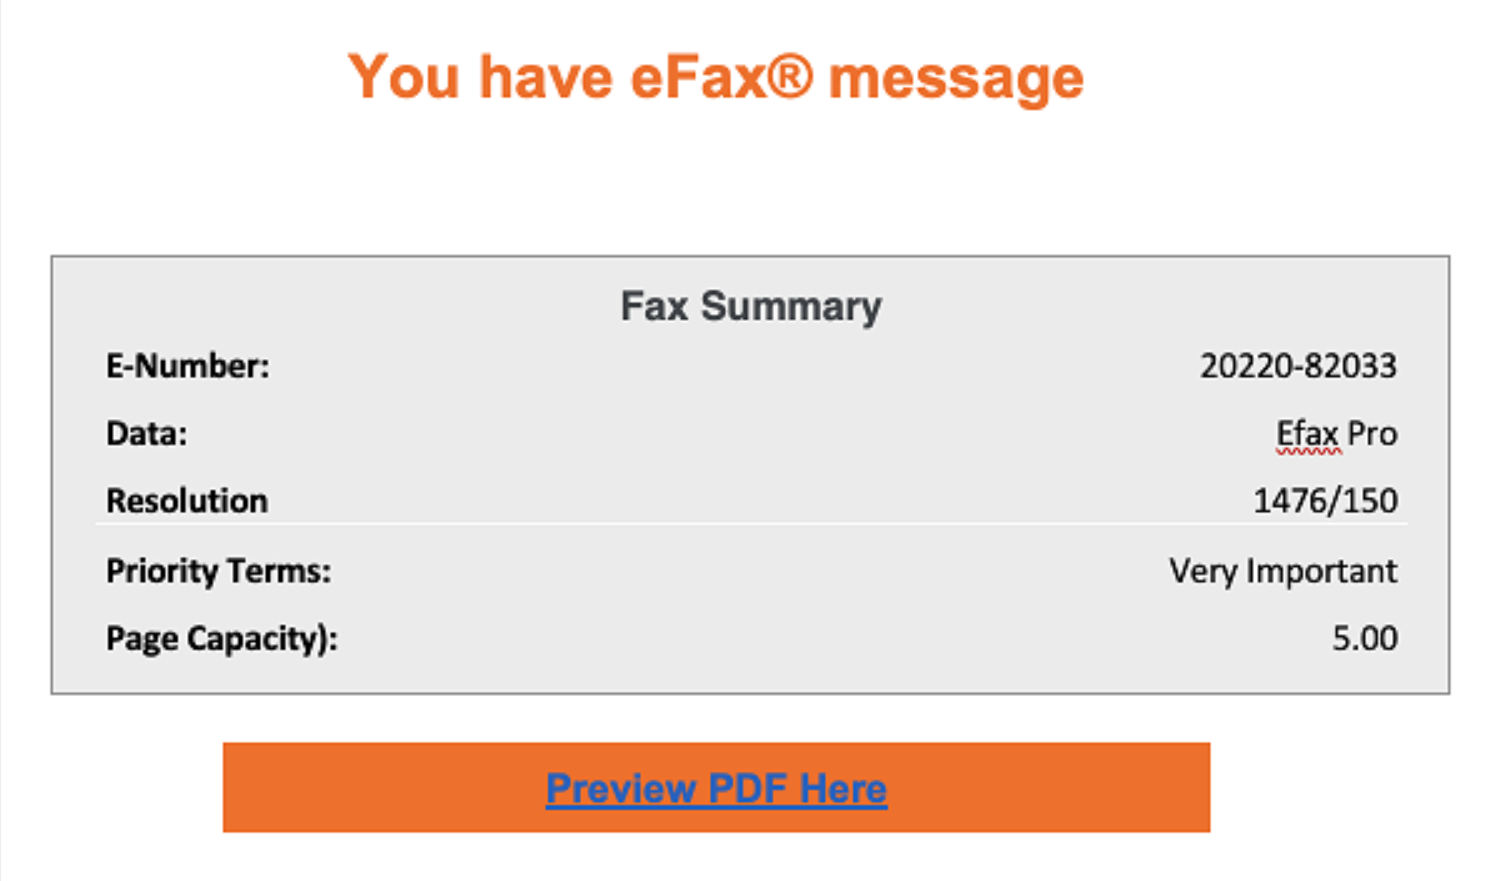 You have eFax® message
Fax Summary
E-Number: 20220-82033
Data: Efax Pro
Resolution 1476/150
Priority Terms: Very Important
Page Capacity): 5.00
Preview PDF Here